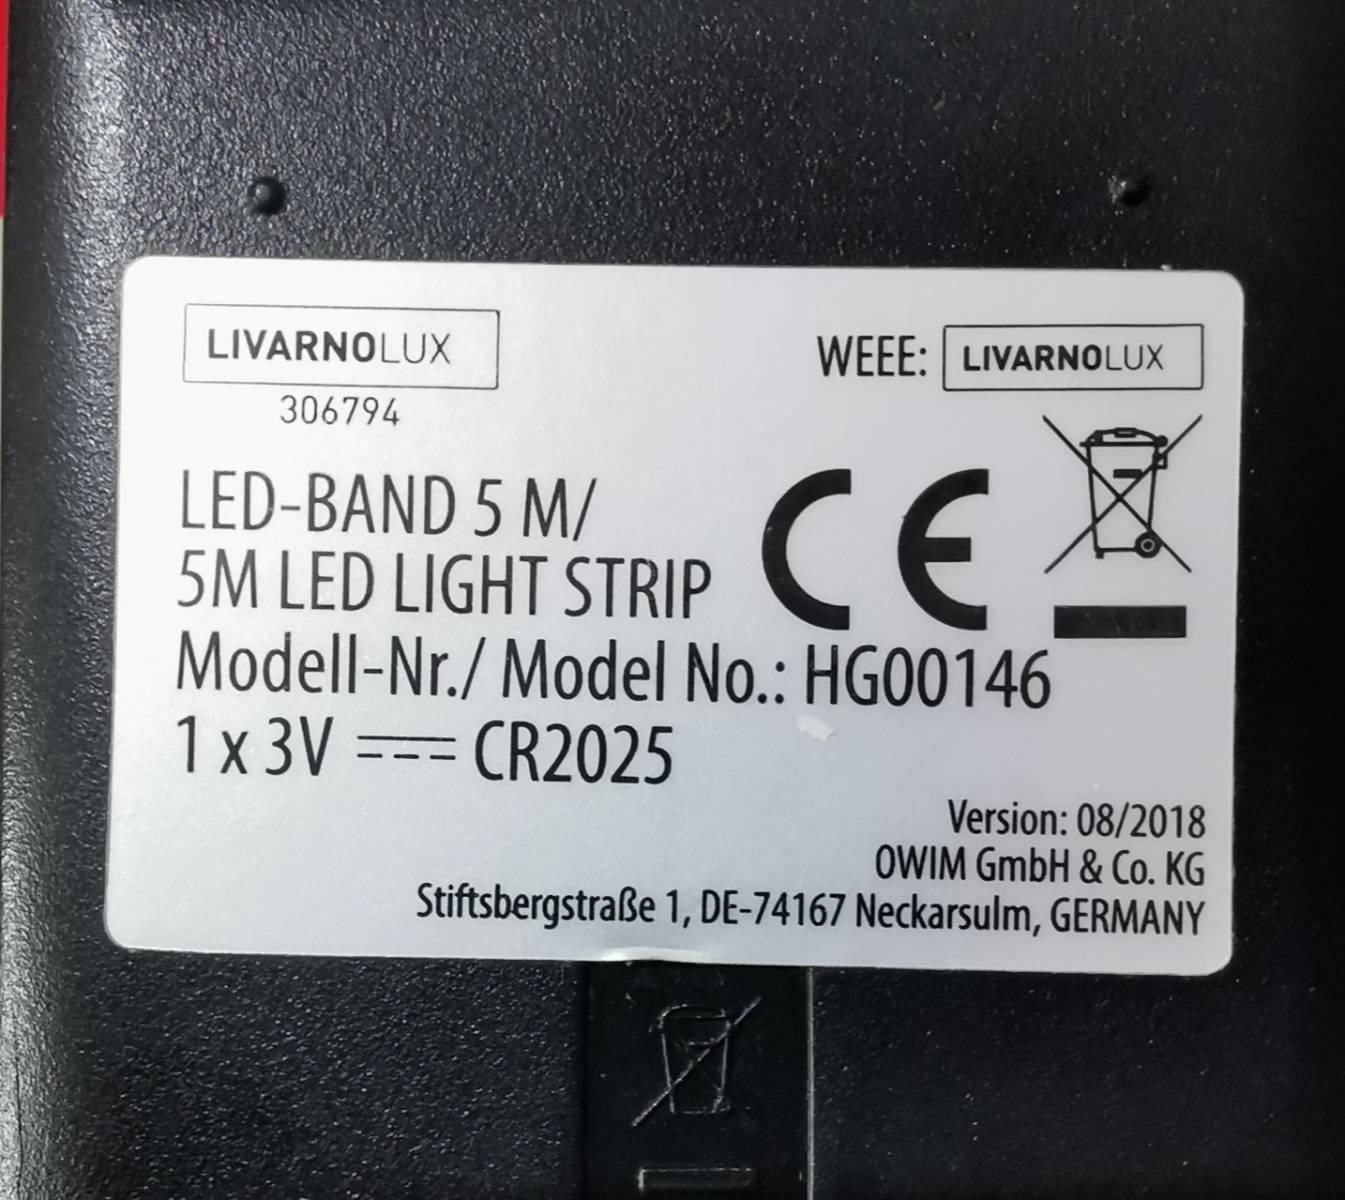 LIVARNOLUX
306794
WEEE: LIVARNOLUX
LED-BAND 5 M/
5M LED LIGHT STRIP
CE
Modell-Nr./ Model No.: HG00146
1 x 3V CR2025
Version: 08/2018
OWIM GmbH & Co. KG
Stiftsbergstraße 1, DE-74167 Neckarsulm, GERMANY